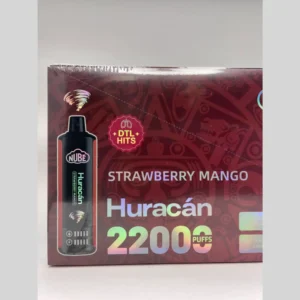 DTL
HITS
NUBE
Huracán
STRAWBERRY MANGO
Huracán
22000 PUFFS